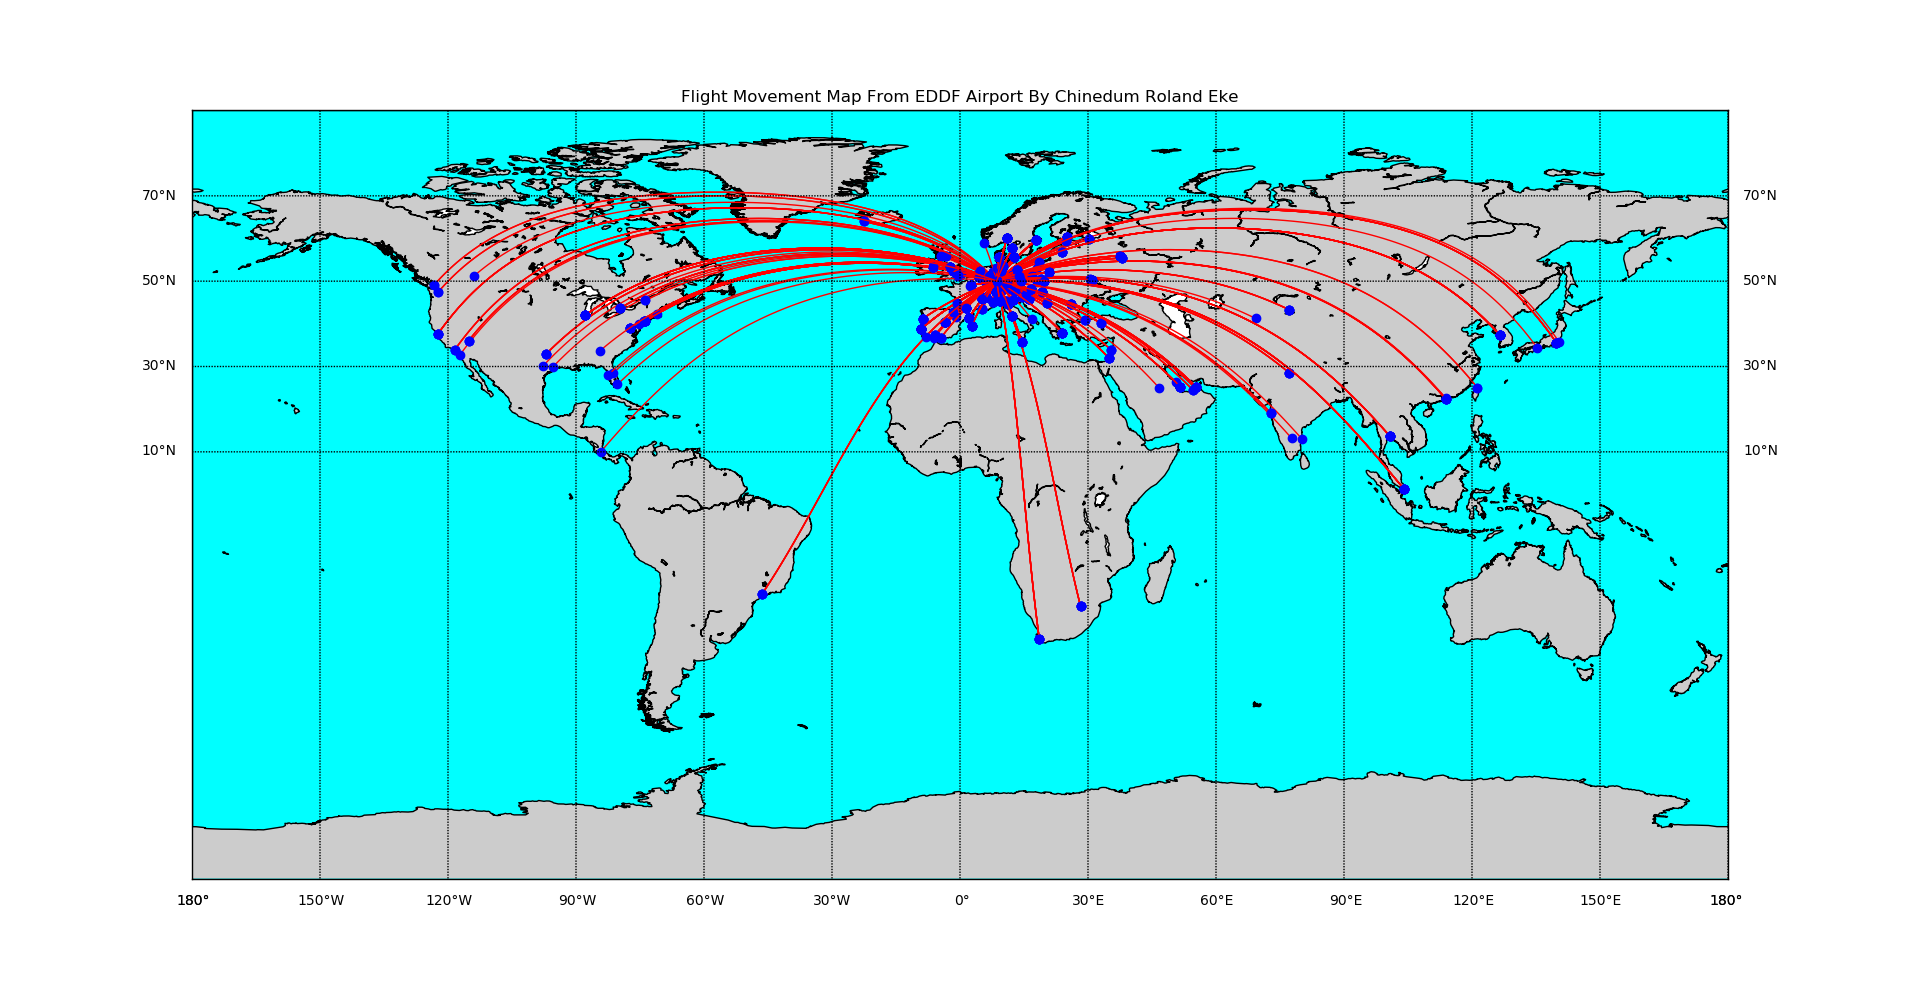 Flight Movement Map From EDDF Airport By Chinedum Roland Eke
70°N 70°N
50°N 50°N
30°N 30°N
10°N 10°N
180° 150°W 120°W 90°W 60°W 30°W 0° 30°E 60°E 90°E 120°E 150°E 180°